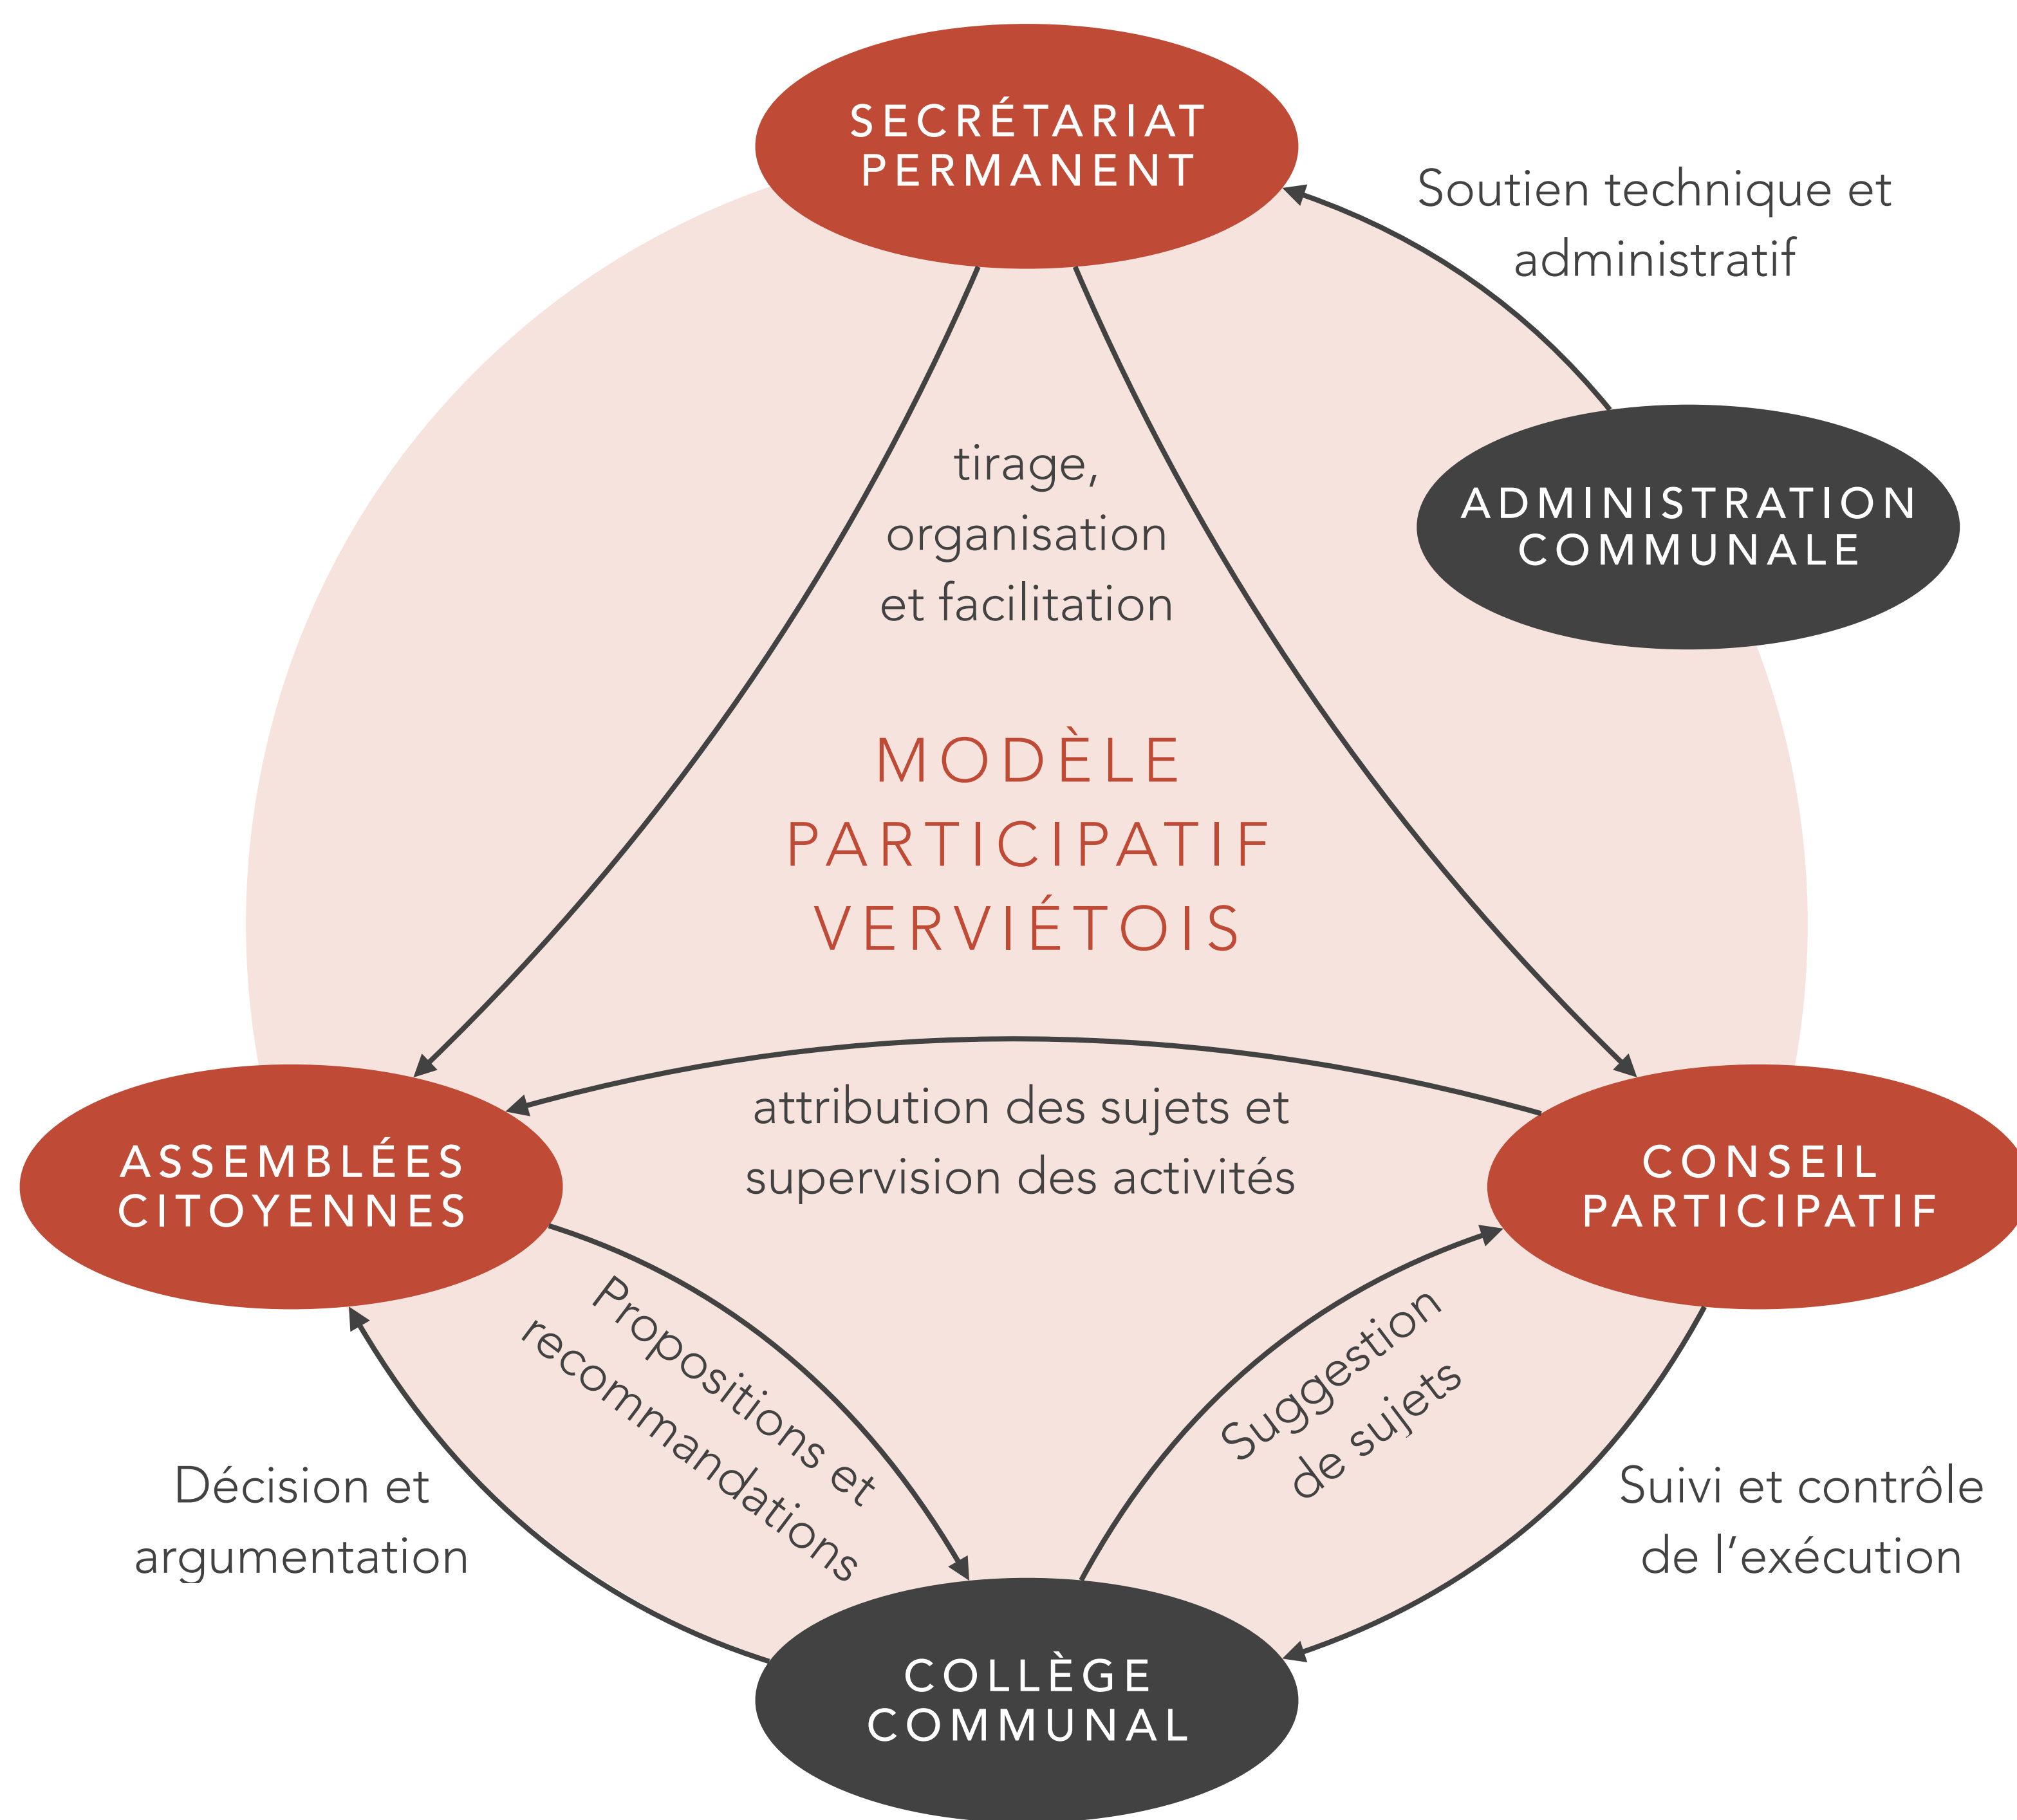 SECRÉTARIAT
PERMANENT
Soutien technique et
administratif
tirage,
organisation
et facilitation
ADMINISTRATION
COMMUNALE
MODÈLE
PARTICIPATIF
VERVIÉTOIS
attribution des sujets et
supervision des activités
ASSEMBLÉES
CITOYENNES
CONSEIL
PARTICIPATIF
Propositions et
recommandations
Suggestion
de sujets
Décision et
argumentation
Suivi et contrôle
de l'exécution
COLLÈGE
COMMUNAL